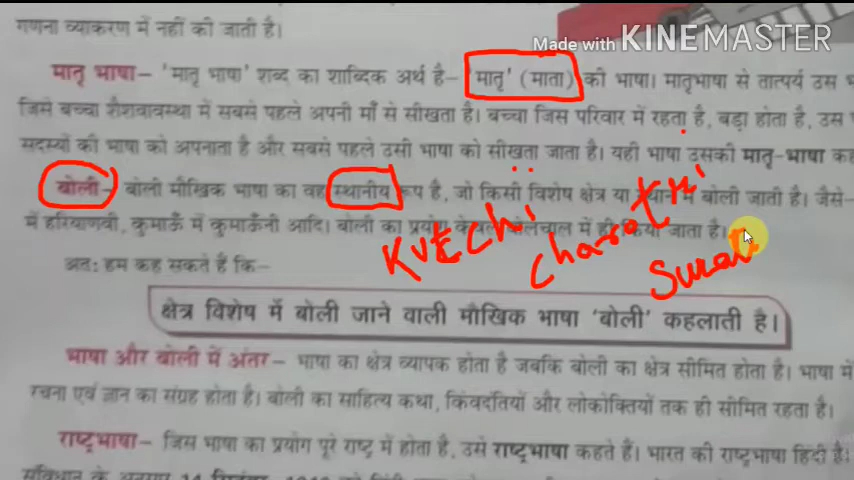 गणना व्याकरण में नहीं की जाती है।
Made with KINEMASTER
मातृ भाषा– 'मातृ भाषा' शब्द का शाब्दिक अर्थ है– 'मातृ' (माता) की भाषा। मातृभाषा से तात्पर्य उस
जिसे बच्चा शैशवावस्था में सबसे पहले अपनी माँ से सीखता है। बच्चा जिस परिवार में रहता है, बड़ा होता है, उस
सदस्यों की भाषा को अपनाता है और सबसे पहले उसी भाषा को सीखता जाता है। यही भाषा उसकी मातृ-भाषा
बोली– बोली मौखिक भाषा का वह स्थानीय रूप है, जो किसी विशेष क्षेत्र या स्थान में बोली जाती है। जैसे–
में हरियाणवी, कुमाऊँ में कुमाऊँनी आदि। बोली का प्रयोग केवल बोलचाल में ही किया जाता है।
Kutchi
Charotri
अत: हम कह सकते है कि–
क्षेत्र विशेष में बोली जाने वाली मौखिक भाषा 'बोली' कहलाती है।
भाषा और बोली में अंतर– भाषा का क्षेत्र व्यापक होता है जबकि बोली का क्षेत्र सीमित होता है। भाषा में
रचना एवं ज्ञान का संग्रह होता है। बोली का साहित्य कथा, किंवदंतियों और लोकोक्तियों तक ही सीमित रहता है।
राष्ट्रभाषा– जिस भाषा का प्रयोग पूरे राष्ट्र में होता है, उसे राष्ट्रभाषा कहते है। भारत की राष्ट्रभाषा हिंदी है।